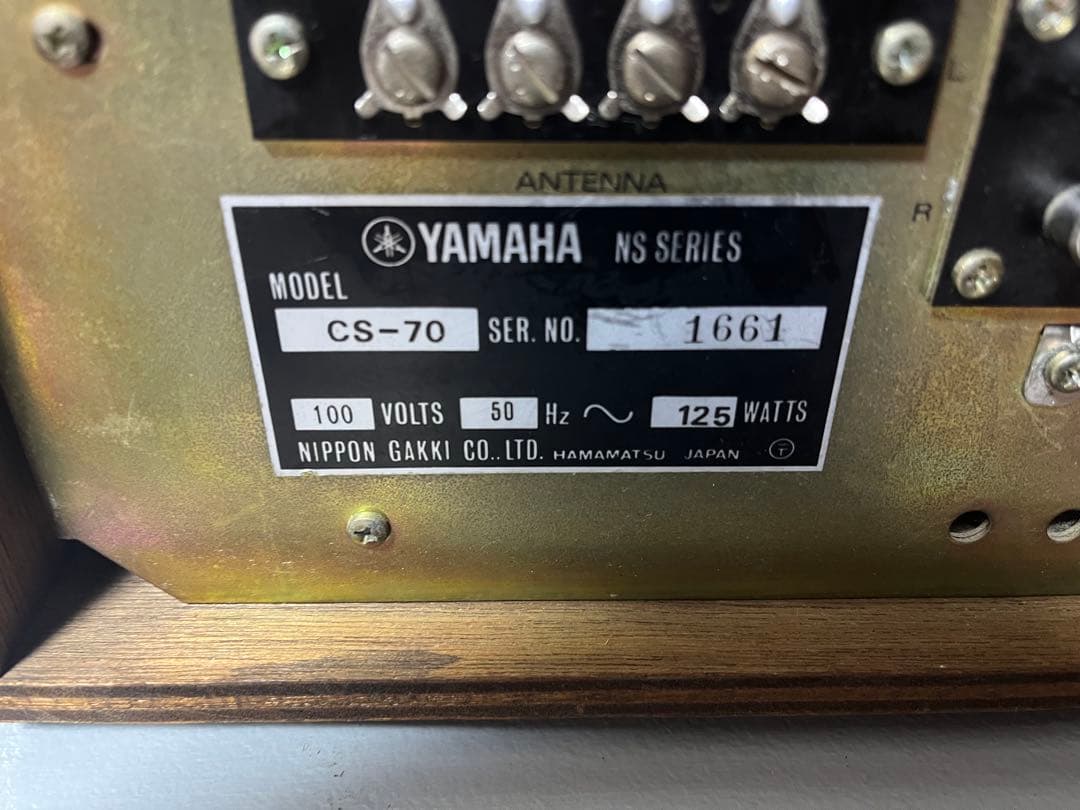 L
ANTENNA
R
YAMAHA NS SERIES
MODEL
CS-70 SER. NO. 1661
100 VOLTS 50 Hz ~ 125 WATTS
NIPPON GAKKI CO., LTD. HAMAMATSU JAPAN T